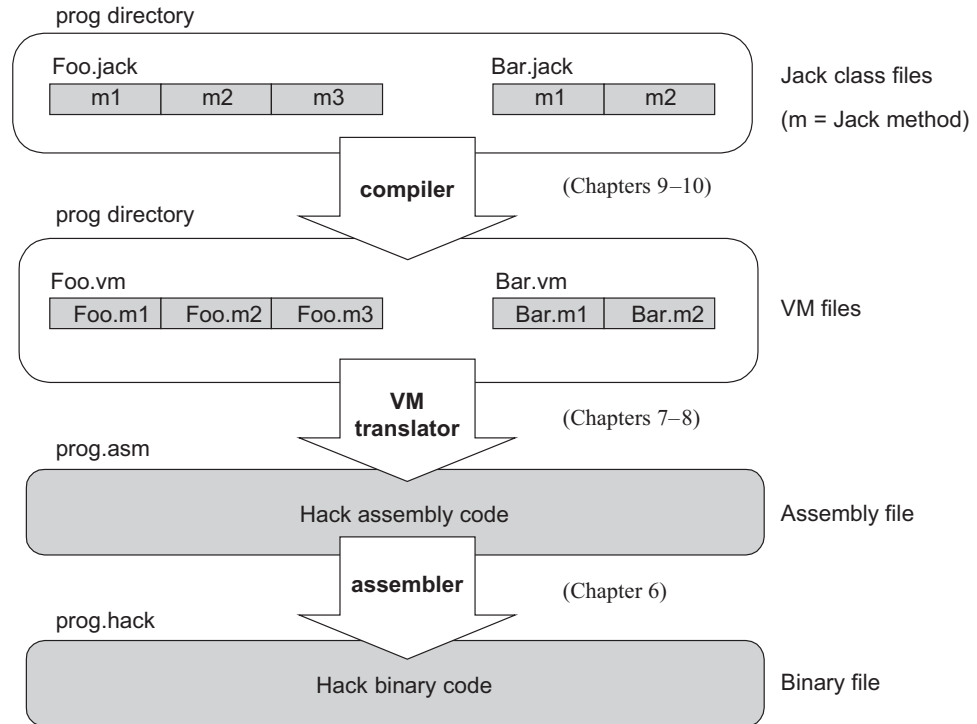 prog directory
Foo.jack
Bar.jack
m1 m2 m3
m1 m2
Jack class files
(m = Jack method)
compiler
(Chapters 9–10)
prog directory
Foo.vm
Bar.vm
Foo.m1 Foo.m2 Foo.m3
Bar.m1 Bar.m2
VM files
VM
translator
(Chapters 7–8)
prog.asm
Hack assembly code
Assembly file
assembler
(Chapter 6)
prog.hack
Hack binary code
Binary file